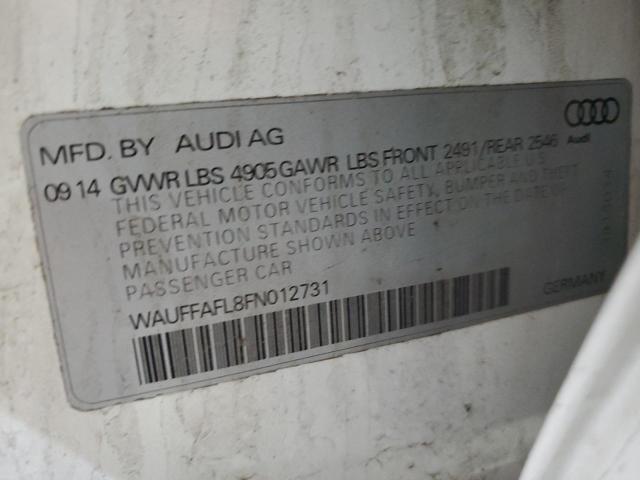 MFD. BY AUDI AG
Audi
09 14 GVWR LBS 4905 GAWR LBS FRONT 2491/REAR 2546
THIS VEHICLE CONFORMS TO ALL APPLICABLE U.S.
FEDERAL MOTOR VEHICLE SAFETY, BUMPER AND THEFT
PREVENTION STANDARDS IN EFFECT ON THE DATE OF
MANUFACTURE SHOWN ABOVE
PASSENGER CAR
WAUFFAFL8FN012731
GERMANY